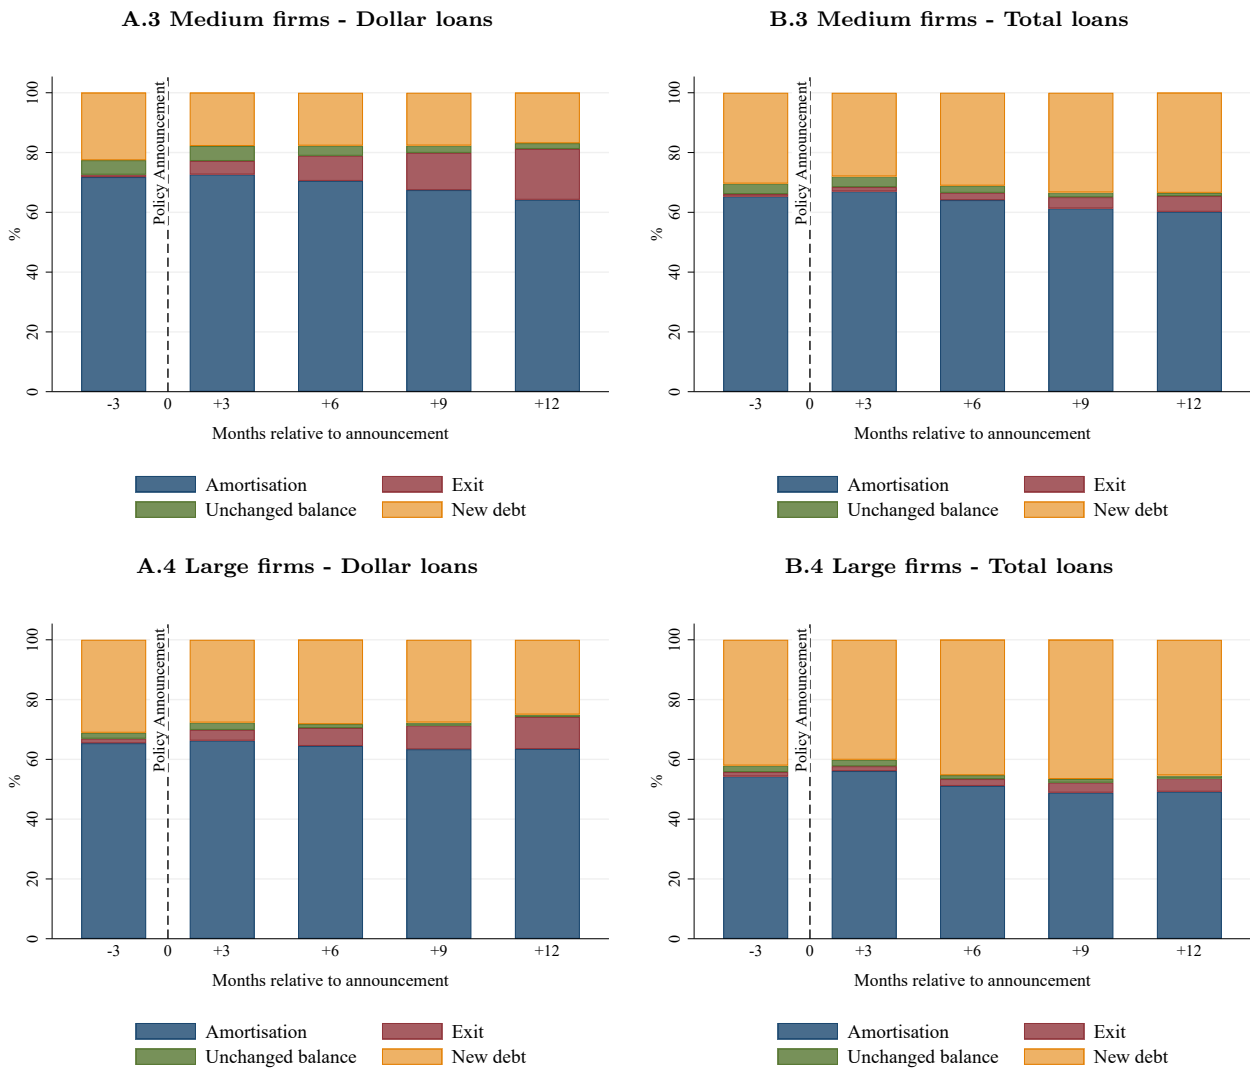 A.3 Medium firms - Dollar loans
%
0
20
40
60
80
100
Policy Announcement
-3
0
+3
+6
+9
+12
Months relative to announcement
Amortisation
Exit
Unchanged balance
New debt
B.3 Medium firms - Total loans
%
0
20
40
60
80
100
Policy Announcement
-3
0
+3
+6
+9
+12
Months relative to announcement
Amortisation
Exit
Unchanged balance
New debt
A.4 Large firms - Dollar loans
%
0
20
40
60
80
100
Policy Announcement
-3
0
+3
+6
+9
+12
Months relative to announcement
Amortisation
Exit
Unchanged balance
New debt
B.4 Large firms - Total loans
%
0
20
40
60
80
100
Policy Announcement
-3
0
+3
+6
+9
+12
Months relative to announcement
Amortisation
Exit
Unchanged balance
New debt